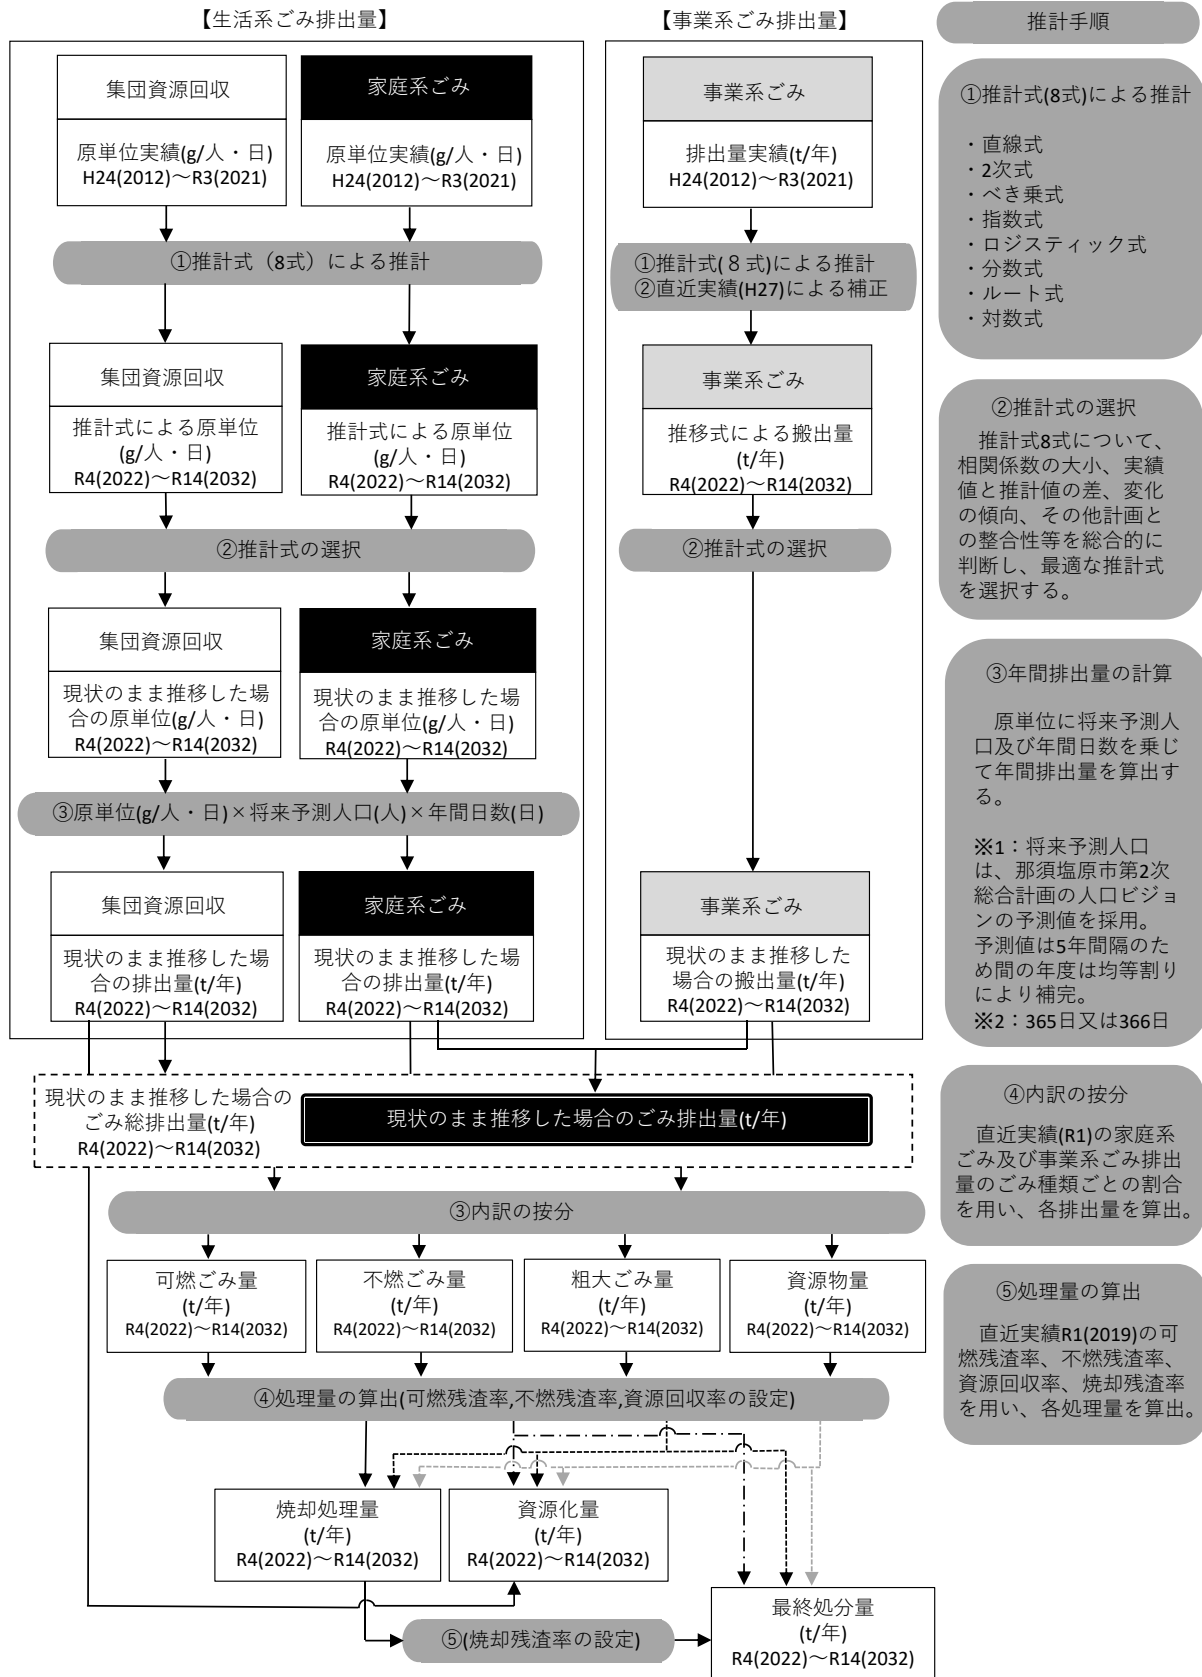 【生活系ごみ排出量】
【事業系ごみ排出量】
集団資源回収
原単位実績(g/人・日)
H24(2012)～R3(2021)
家庭系ごみ
原単位実績(g/人・日)
H24(2012)～R3(2021)
事業系ごみ
排出量実績(t/年)
H24(2012)～R3(2021)
①推計式（8式）による推計
①推計式(８式)による推計
②直近実績(H27)による補正
集団資源回収
推計式による原単位
(g/人・日)
R4(2022)～R14(2032)
家庭系ごみ
推計式による原単位
(g/人・日)
R4(2022)～R14(2032)
事業系ごみ
推移式による搬出量
(t/年)
R4(2022)～R14(2032)
②推計式の選択
②推計式の選択
集団資源回収
現状のまま推移した場
合の原単位(g/人・日)
R4(2022)～R14(2032)
家庭系ごみ
現状のまま推移した場
合の原単位(g/人・日)
R4(2022)～R14(2032)
③原単位(g/人・日)×将来予測人口(人)×年間日数(日)
集団資源回収
現状のまま推移した場
合の排出量(t/年)
R4(2022)～R14(2032)
家庭系ごみ
現状のまま推移した場
合の排出量(t/年)
R4(2022)～R14(2032)
事業系ごみ
現状のまま推移した
場合の搬出量(t/年)
R4(2022)～R14(2032)
現状のまま推移した場合の
ごみ総排出量(t/年)
R4(2022)～R14(2032)
現状のまま推移した場合のごみ排出量(t/年)
③内訳の按分
可燃ごみ量
(t/年)
R4(2022)～R14(2032)
不燃ごみ量
(t/年)
R4(2022)～R14(2032)
粗大ごみ量
(t/年)
R4(2022)～R14(2032)
資源物量
(t/年)
R4(2022)～R14(2032)
④処理量の算出(可燃残渣率,不燃残渣率,資源回収率の設定)
焼却処理量
(t/年)
R4(2022)～R14(2032)
資源化量
(t/年)
R4(2022)～R14(2032)
⑤(焼却残渣率の設定)
最終処分量
(t/年)
R4(2022)～R14(2032)
推計手順
①推計式(8式)による推計
・直線式
・2次式
・べき乗式
・指数式
・ロジスティック式
・分数式
・ルート式
・対数式
②推計式の選択
推計式8式について、
相関係数の大小、実績
値と推計値の差、変化
の傾向、その他計画と
の整合性等を総合的に
判断し、最適な推計式
を選択する。
③年間排出量の計算
原単位に将来予測人
口及び年間日数を乗じ
て年間排出量を算出す
る。
※1：将来予測人口
は、那須塩原市第2次
総合計画の人口ビジョ
ンの予測値を採用。
予測値は5年間隔のた
め間の年度は均等割り
により補完。
※2：365日又は366日
④内訳の按分
直近実績(R1)の家庭系
ごみ及び事業系ごみ排出
量のごみ種類ごとの割合
を用い、各排出量を算出。
⑤処理量の算出
直近実績R1(2019)の可
燃残渣率、不燃残渣率、
資源回収率、焼却残渣率
を用い、各処理量を算出。